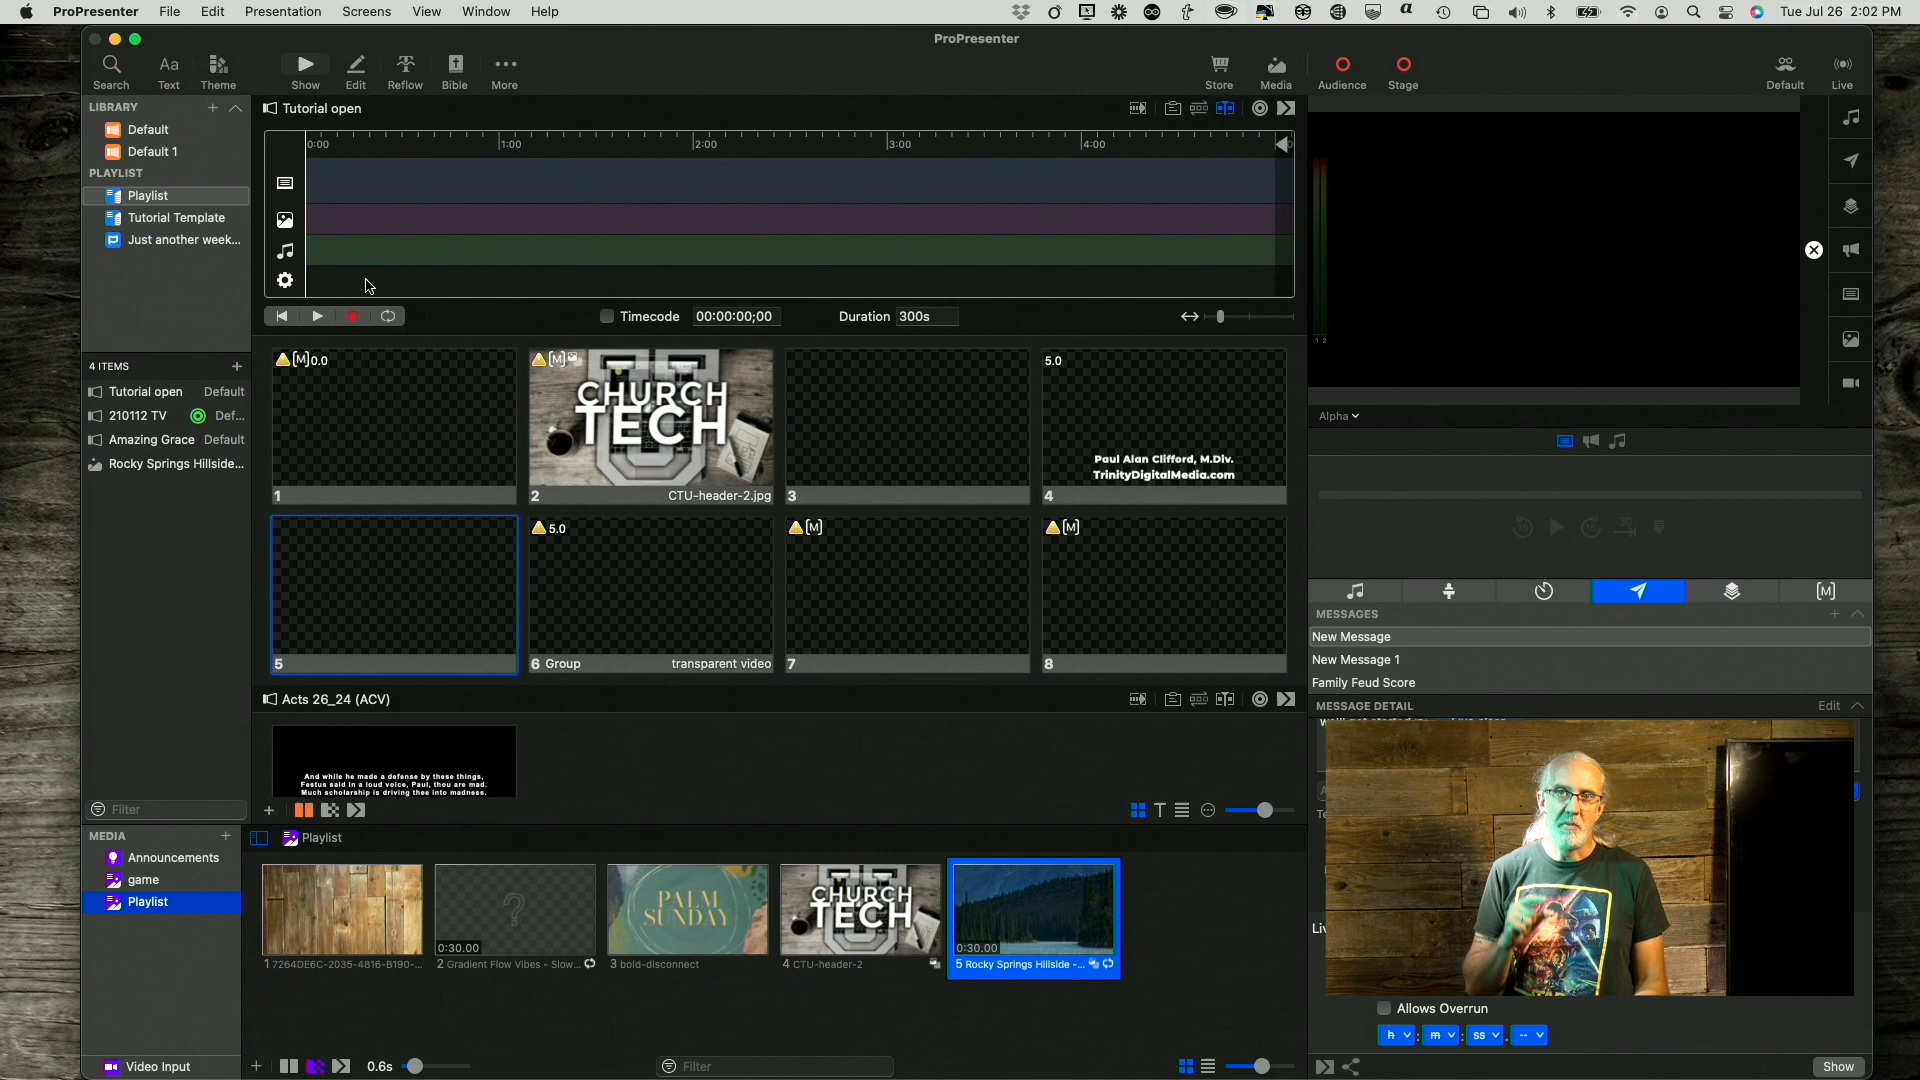 ProPresenter File Edit Presentation Screens View Window Help
Tue Jul 26 2:02 PM
ProPresenter
Search Text Theme Show Edit Reflow Bible More
Store Media Audience Stage Default Live
LIBRARY
Default
Default 1
PLAYLIST
Playlist
Tutorial Template
Just another week...
4 ITEMS
Tutorial open Default
210112 TV Def...
Amazing Grace Default
Rocky Springs Hillside...
Filter
Tutorial open
0:00 1:00 2:00 3:00 4:00
Timecode 00:00:00;00 Duration 300s
[M] 0.0
1
[M]
CHURCH
TECH
2 CTU-header-2.jpg
3
5.0
Paul Alan Clifford, M.Div.
TrinityDigitalMedia.com
4
5
5.0
6 Group transparent video
[M]
7
[M]
8
Acts 26_24 (ACV)
And while he made a defense by these things,
Festus said in a loud voice, Paul, thou are mad.
Much scholarship is driving thee into madness.
MEDIA
Announcements
game
Playlist
Video Input
Playlist
1 7264DE6C-2035-4816-B190-...
0:30.00
2 Gradient Flow Vibes - Slow...
PALM
SUNDAY
3 bold-disconnect
CHURCH
TECH
4 CTU-header-2
0:30.00
5 Rocky Springs Hillside -...
0.6s
Filter
1 2
Alpha
[M]
MESSAGES
New Message
New Message 1
Family Feud Score
MESSAGE DETAIL Edit
Allows Overrun
h : m : ss . --
Show